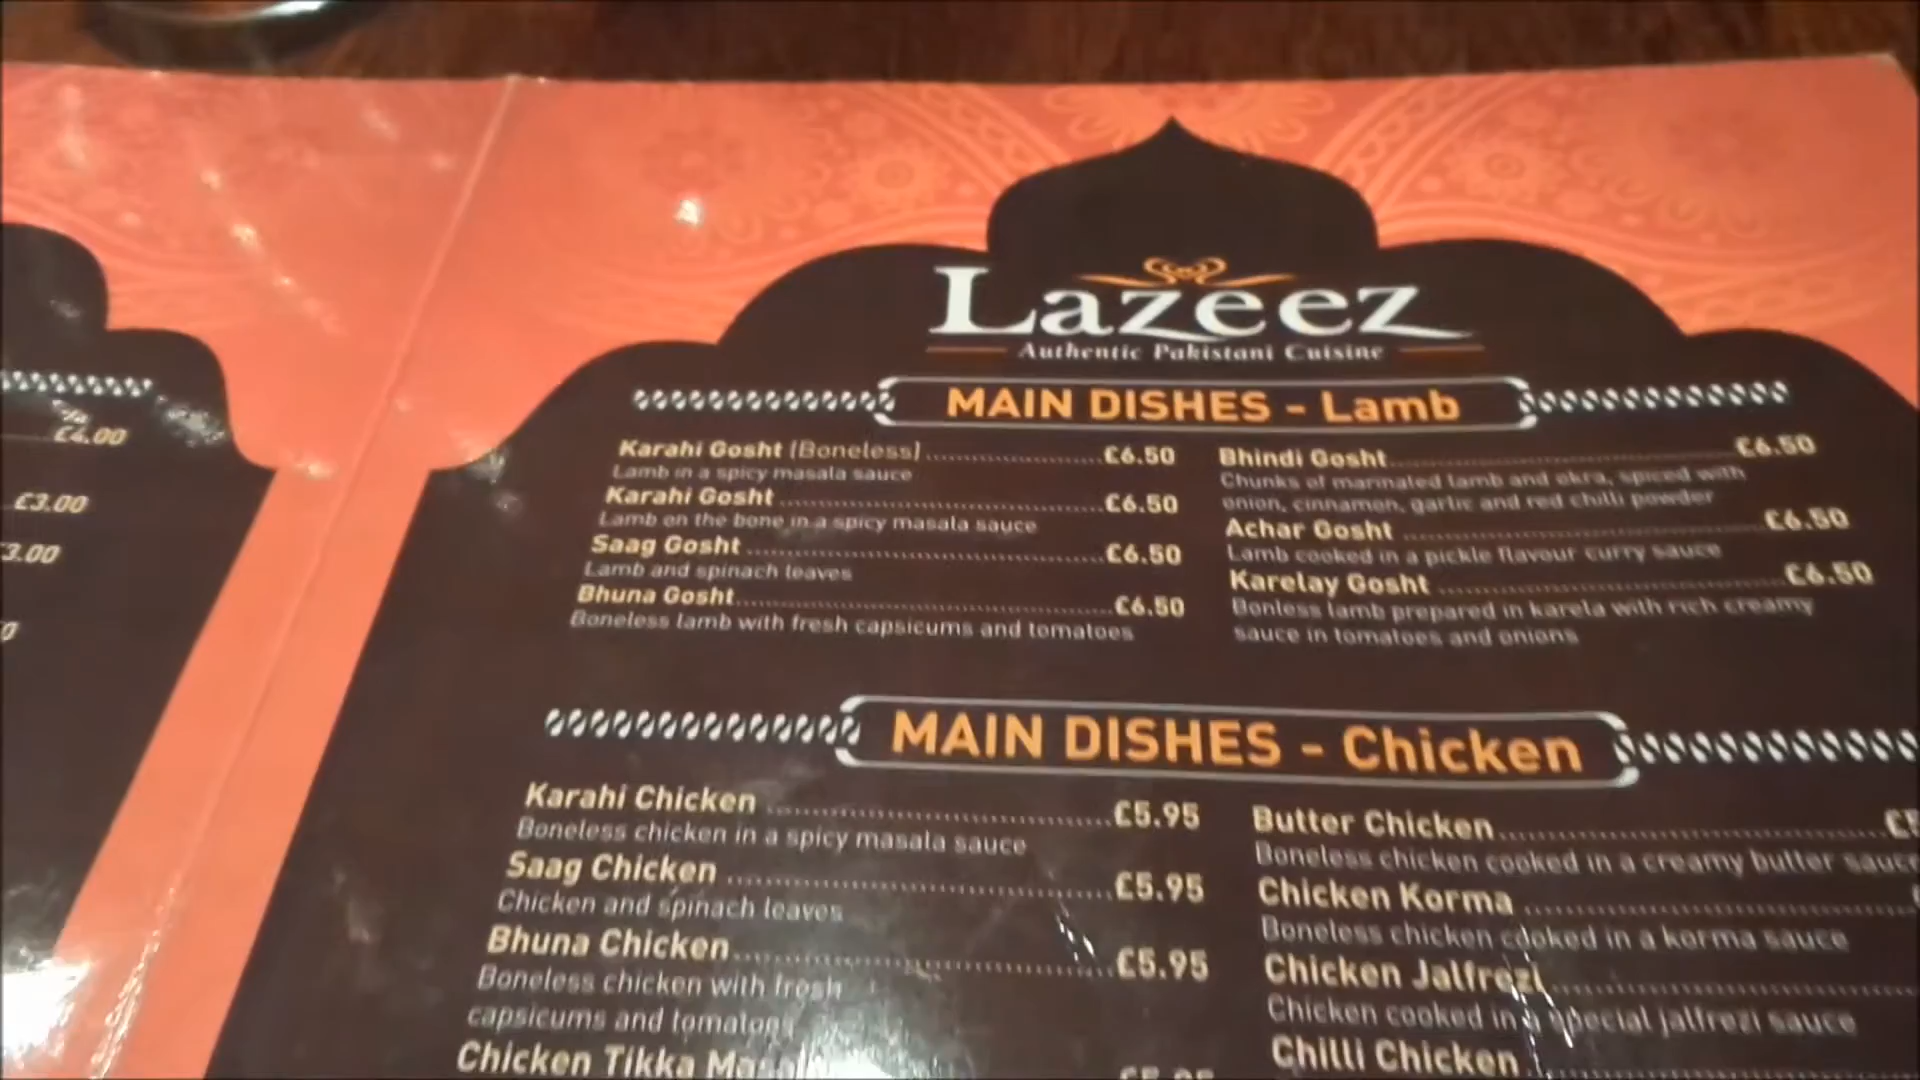 £4.00
£3.00
3.00
Lazeez
Authentic Pakistani Cuisine
MAIN DISHES - Lamb
Karahi Gosht (Boneless) £6.50
Lamb in a spicy masala sauce
Karahi Gosht £6.50
Lamb on the bone in a spicy masala sauce
Saag Gosht £6.50
Lamb and spinach leaves
Bhuna Gosht £6.50
Boneless lamb with fresh capsicums and tomatoes
Bhindi Gosht £6.50
Chunks of marinated lamb and okra, spiced with
onion, cinnamon, garlic and red chilli powder
Achar Gosht £6.50
Lamb cooked in a pickle flavour curry sauce
Karelay Gosht £6.50
Bonless lamb prepared in karela with rich creamy
sauce in tomatoes and onions
MAIN DISHES - Chicken
Karahi Chicken £5.95
Boneless chicken in a spicy masala sauce
Saag Chicken £5.95
Chicken and spinach leaves
Bhuna Chicken £5.95
Boneless chicken with fresh
capsicums and tomatoes
Chicken Tikka
Butter Chicken
Boneless chicken cooked in a creamy butter sauce
Chicken Korma
Boneless chicken cooked in a korma sauce
Chicken Jalfrezi
Chicken cooked in a special jalfrezi sauce
Chilli Chicken